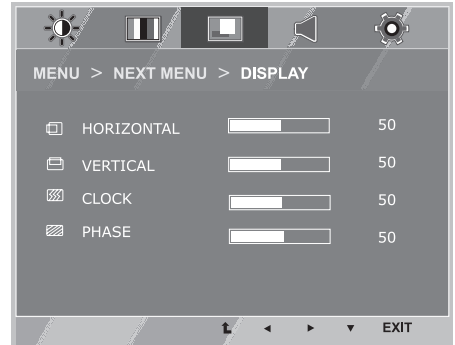 MENU > NEXT MENU > DISPLAY
HORIZONTAL 50
VERTICAL 50
CLOCK 50
PHASE 50
EXIT